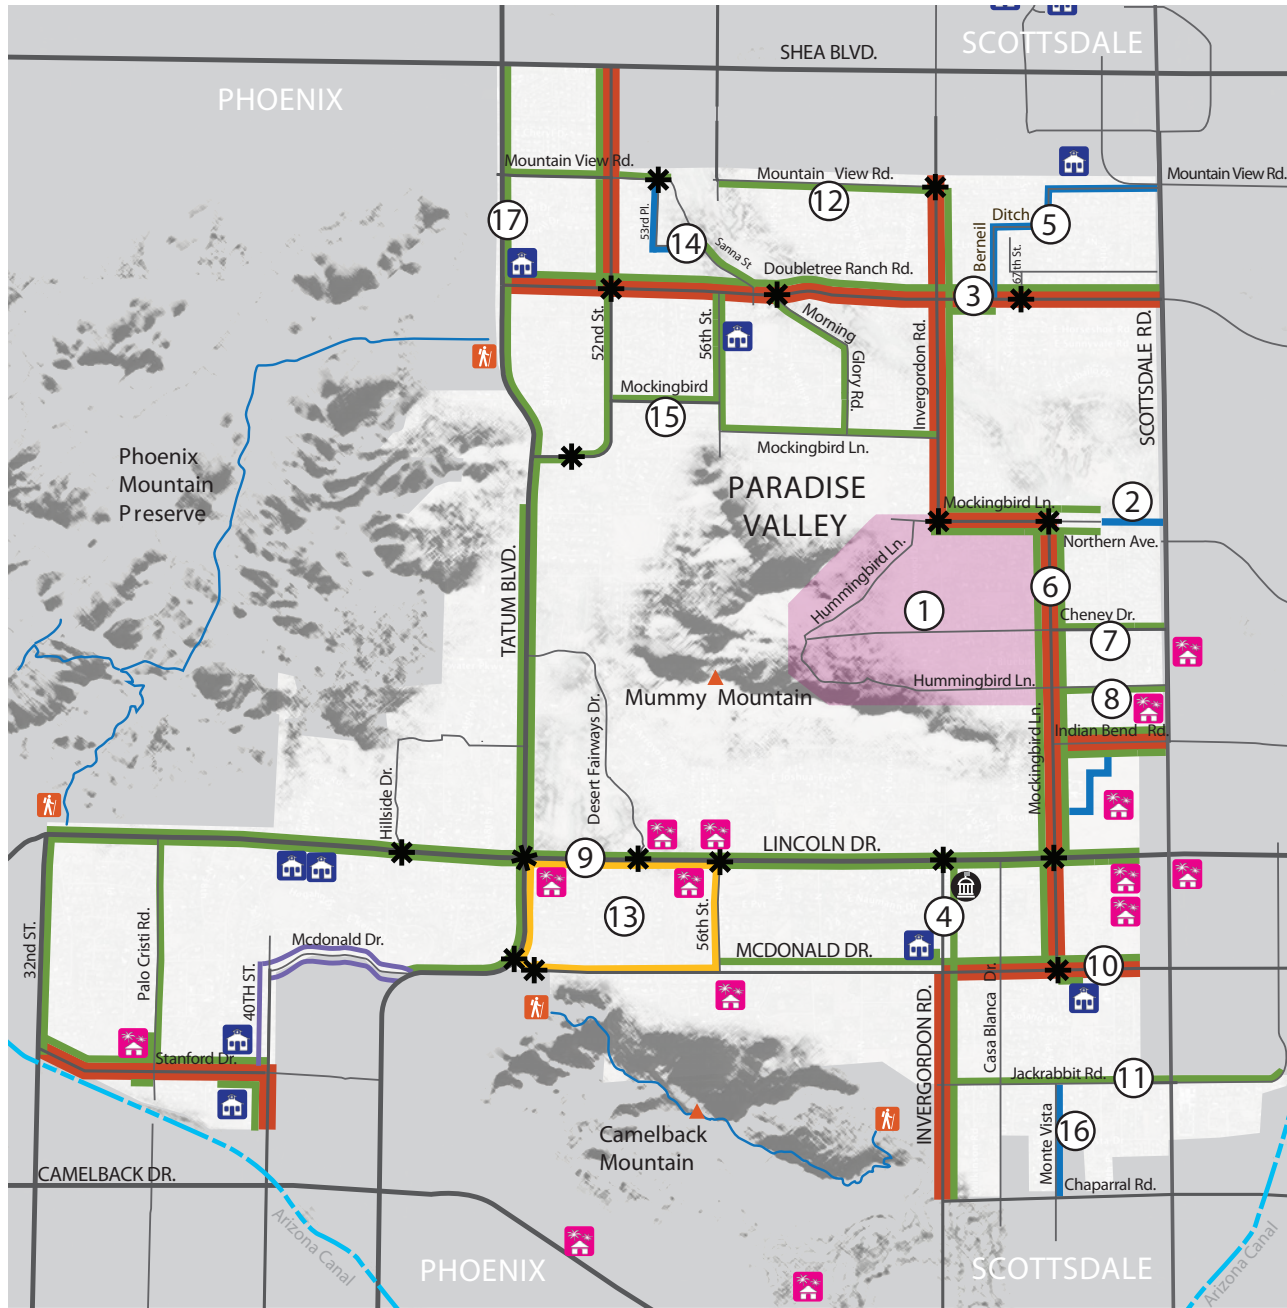 SCOTTSDALE
SHEA BLVD.
PHOENIX
Mountain View Rd.
Mountain View Rd.
Mountain View Rd.
12
17
53rd Pl.
14
Sanna St
Ditch
5
Berneil
67th St.
Doubletree Ranch Rd.
3
52nd St.
56th St.
Morning
Glory Rd.
Invergordon Rd.
SCOTTSDALE RD.
Mockingbird
15
Mockingbird Ln.
Phoenix
Mountain
Preserve
PARADISE
VALLEY
Mockingbird Ln.
2
Northern Ave.
TATUM BLVD.
Hummingbird Ln.
1
6
Cheney Dr.
7
Hummingbird Ln.
8
Mummy Mountain
Indian Bend Rd.
Mockingbird Ln.
Desert Fairways Dr.
Hillside Dr.
9
LINCOLN DR.
13
56th St.
4
MCDONALD DR.
10
32nd ST.
Palo Cristi Rd.
40TH ST.
Mcdonald Dr.
Stanford Dr.
INVERGORDON RD.
Casa Blanca Dr.
Jackrabbit Rd.
11
Monte Vista
16
Camelback
Mountain
CAMELBACK DR.
Chaparral Rd.
Arizona Canal
PHOENIX
SCOTTSDALE
Arizona Canal